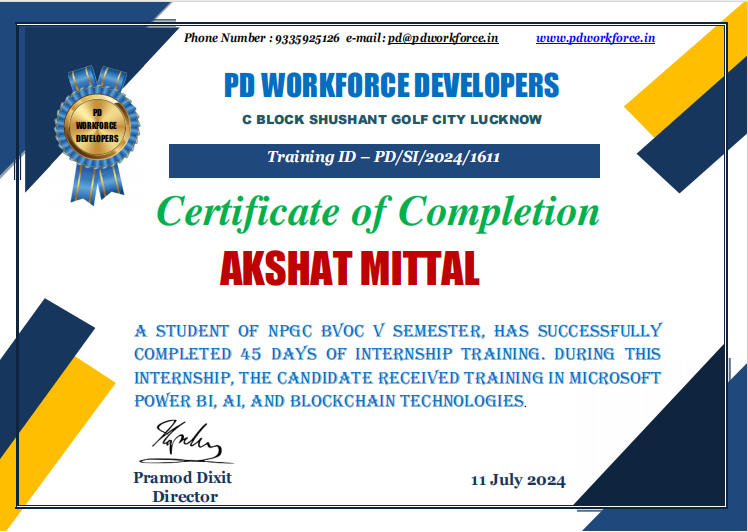 Phone Number : 9335925126 e-mail: pd@pdworkforce.in www.pdworkforce.in
PD WORKFORCE DEVELOPERS
C BLOCK SHUSHANT GOLF CITY LUCKNOW
PD
WORKFORCE
DEVELOPERS
Training ID – PD/SI/2024/1611
Certificate of Completion
AKSHAT MITTAL
A STUDENT OF NPGC BVOC V SEMESTER, HAS SUCCESSFULLY
COMPLETED 45 DAYS OF INTERNSHIP TRAINING. DURING THIS
INTERNSHIP, THE CANDIDATE RECEIVED TRAINING IN MICROSOFT
POWER BI, AI, AND BLOCKCHAIN TECHNOLOGIES.
Pramod Dixit 11 July 2024
Director